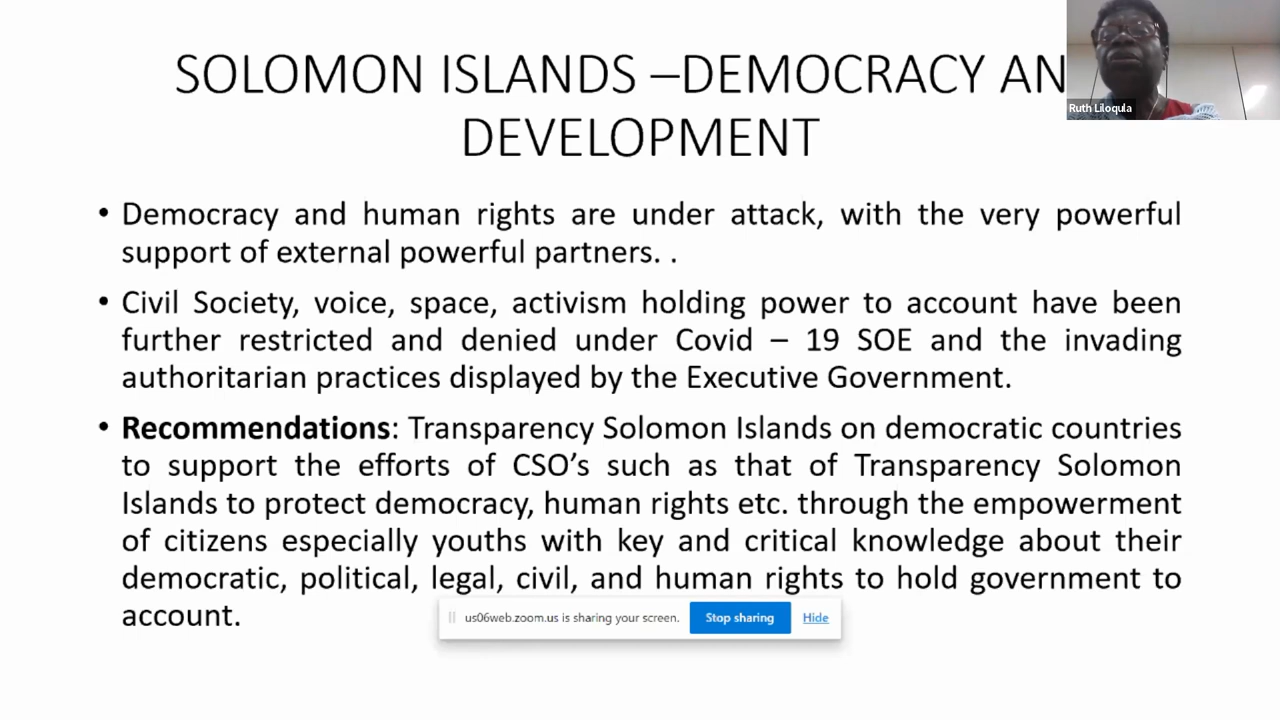 SOLOMON ISLANDS –DEMOCRACY AN
DEVELOPMENT
Ruth Liloqula
• Democracy and human rights are under attack, with the very powerful
support of external powerful partners. .
• Civil Society, voice, space, activism holding power to account have been
further restricted and denied under Covid – 19 SOE and the invading
authoritarian practices displayed by the Executive Government.
• Recommendations: Transparency Solomon Islands on democratic countries
to support the efforts of CSO’s such as that of Transparency Solomon
Islands to protect democracy, human rights etc. through the empowerment
of citizens especially youths with key and critical knowledge about their
democratic, political, legal, civil, and human rights to hold government to
account.
us06web.zoom.us is sharing your screen. Stop sharing Hide